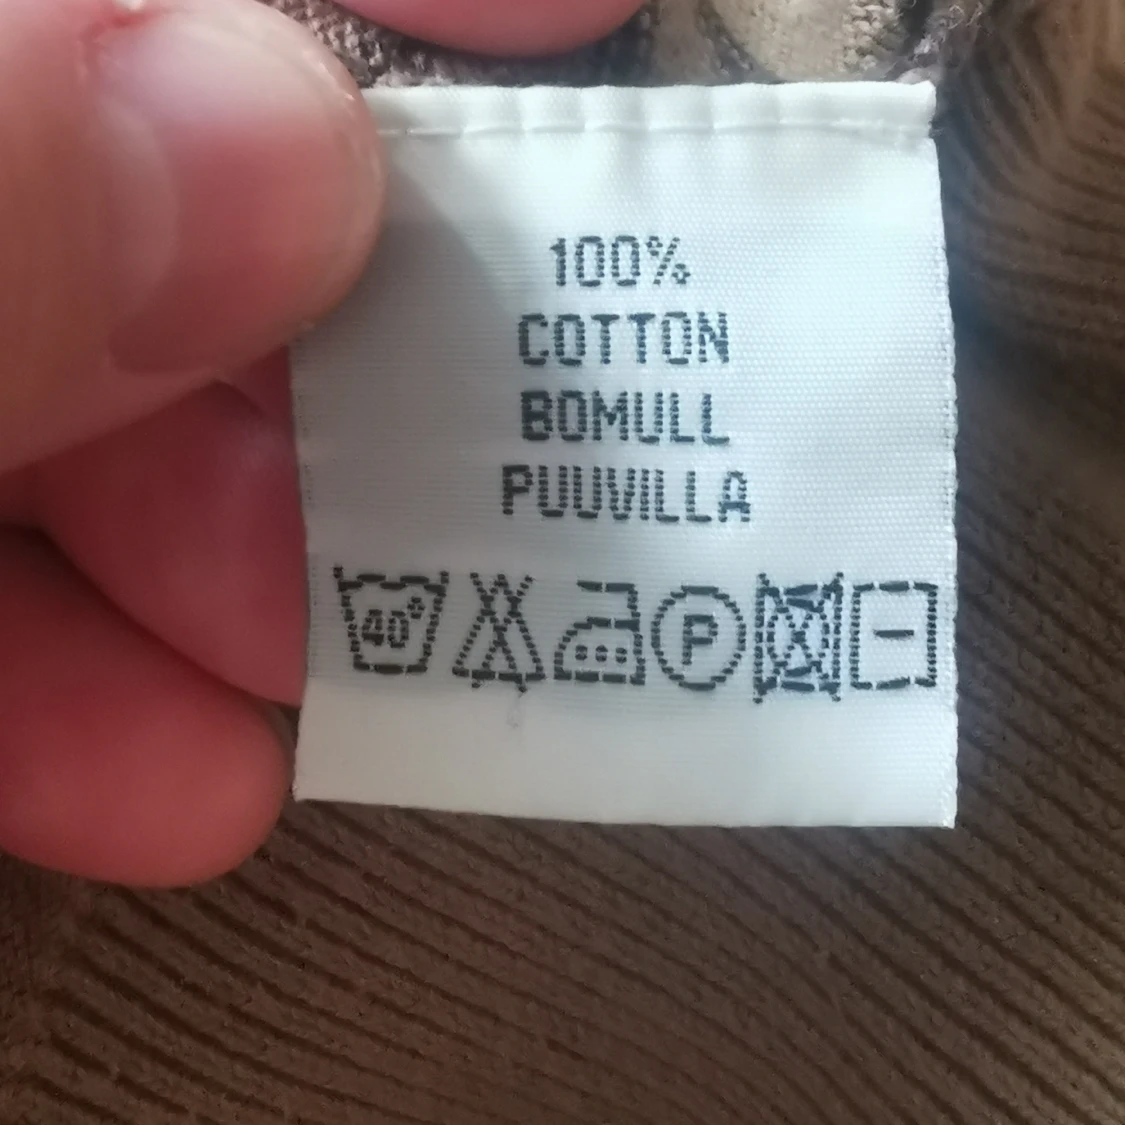 100%
COTTON
BOMULL
PUUVILLA
40° P